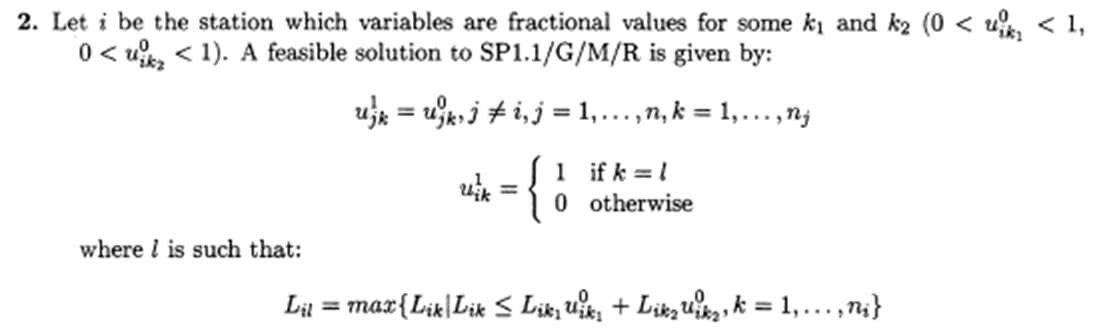 2. Let i be the station which variables are fractional values for some k₁ and k₂ (0 < u⁰ᵢₖ₁ < 1,
0 < u⁰ᵢₖ₂ < 1). A feasible solution to SP1.1/G/M/R is given by:
u¹ⱼₖ = u⁰ⱼₖ, j ≠ i, j = 1, . . . , n, k = 1, . . . , nⱼ
u¹ᵢₖ = { 1 if k = l
0 otherwise
where l is such that:
Lᵢₗ = max{Lᵢₖ|Lᵢₖ ≤ Lᵢₖ₁u⁰ᵢₖ₁ + Lᵢₖ₂u⁰ᵢₖ₂, k = 1, . . . , nᵢ}